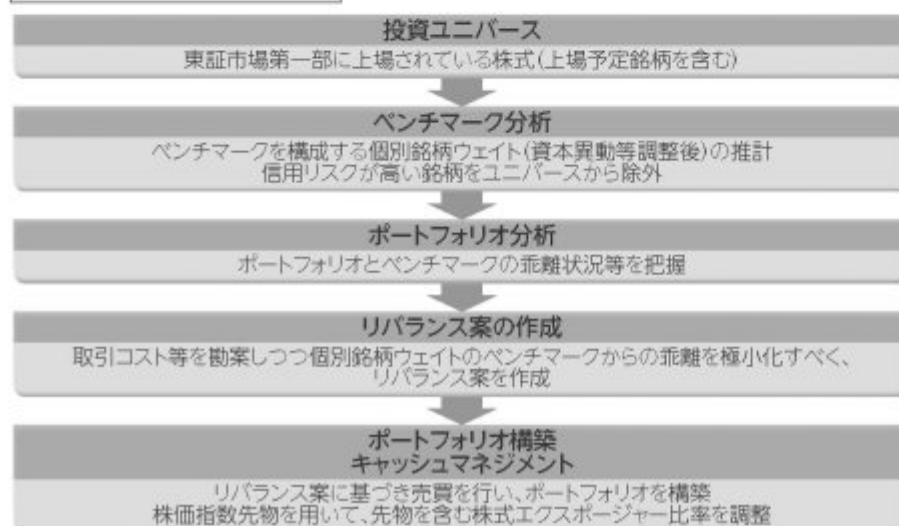 投資ユニバース
東証市場第一部に上場されている株式(上場予定銘柄を含む)
ベンチマーク分析
ベンチマークを構成する個別銘柄ウェイト(資本異動等調整後)の推計
信用リスクが高い銘柄をユニバースから除外
ポートフォリオ分析
ポートフォリオとベンチマークの乖離状況等を把握
リバランス案の作成
取引コスト等を勘案しつつ個別銘柄ウェイトのベンチマークからの乖離を極小化すべく、
リバランス案を作成
ポートフォリオ構築
キャッシュマネジメント
リバランス案に基づき売買を行い、ポートフォリオを構築
株価指数先物を用いて、先物を含む株式エクスポージャー比率を調整